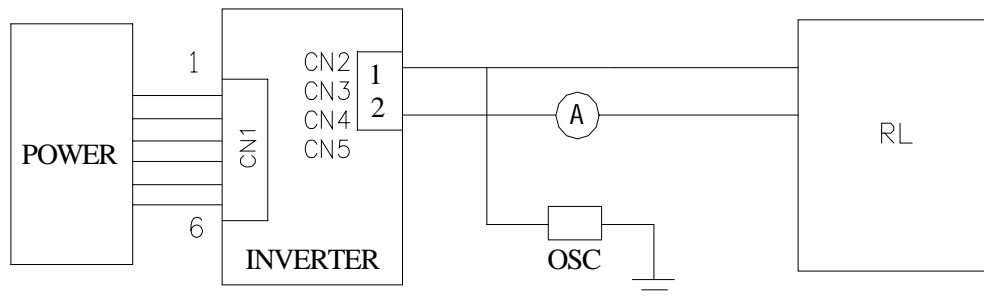 POWER
1
6
CN1
CN2
CN3
CN4
CN5
1
2
INVERTER
A
OSC
RL